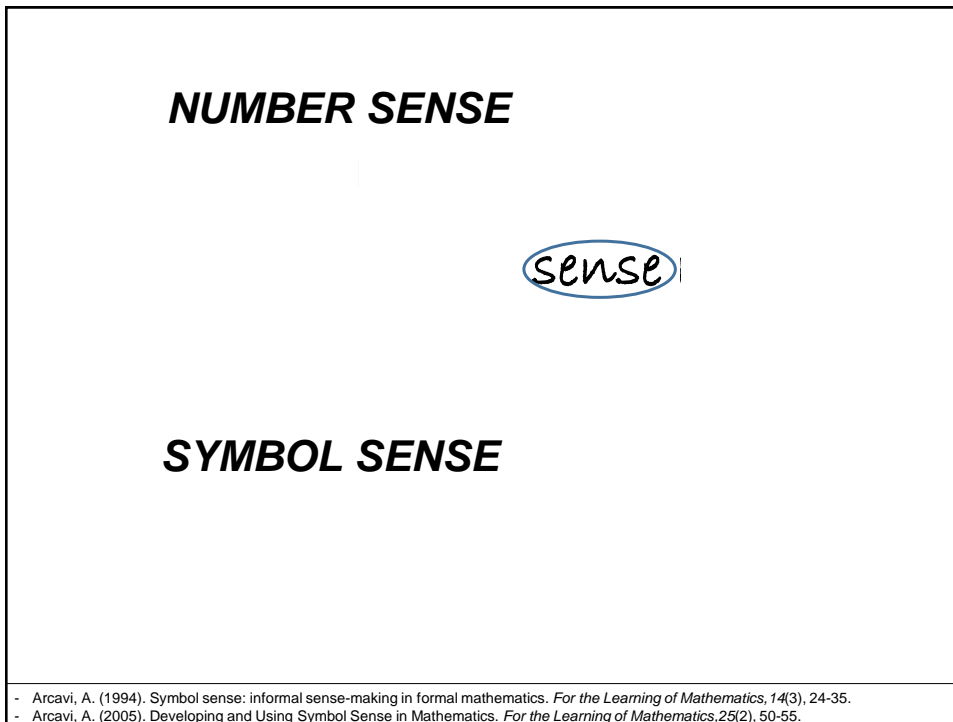 NUMBER SENSE
sense
SYMBOL SENSE
- Arcavi, A. (1994). Symbol sense: informal sense-making in formal mathematics. For the Learning of Mathematics,14(3), 24-35.
- Arcavi, A. (2005). Developing and Using Symbol Sense in Mathematics. For the Learning of Mathematics,25(2), 50-55.